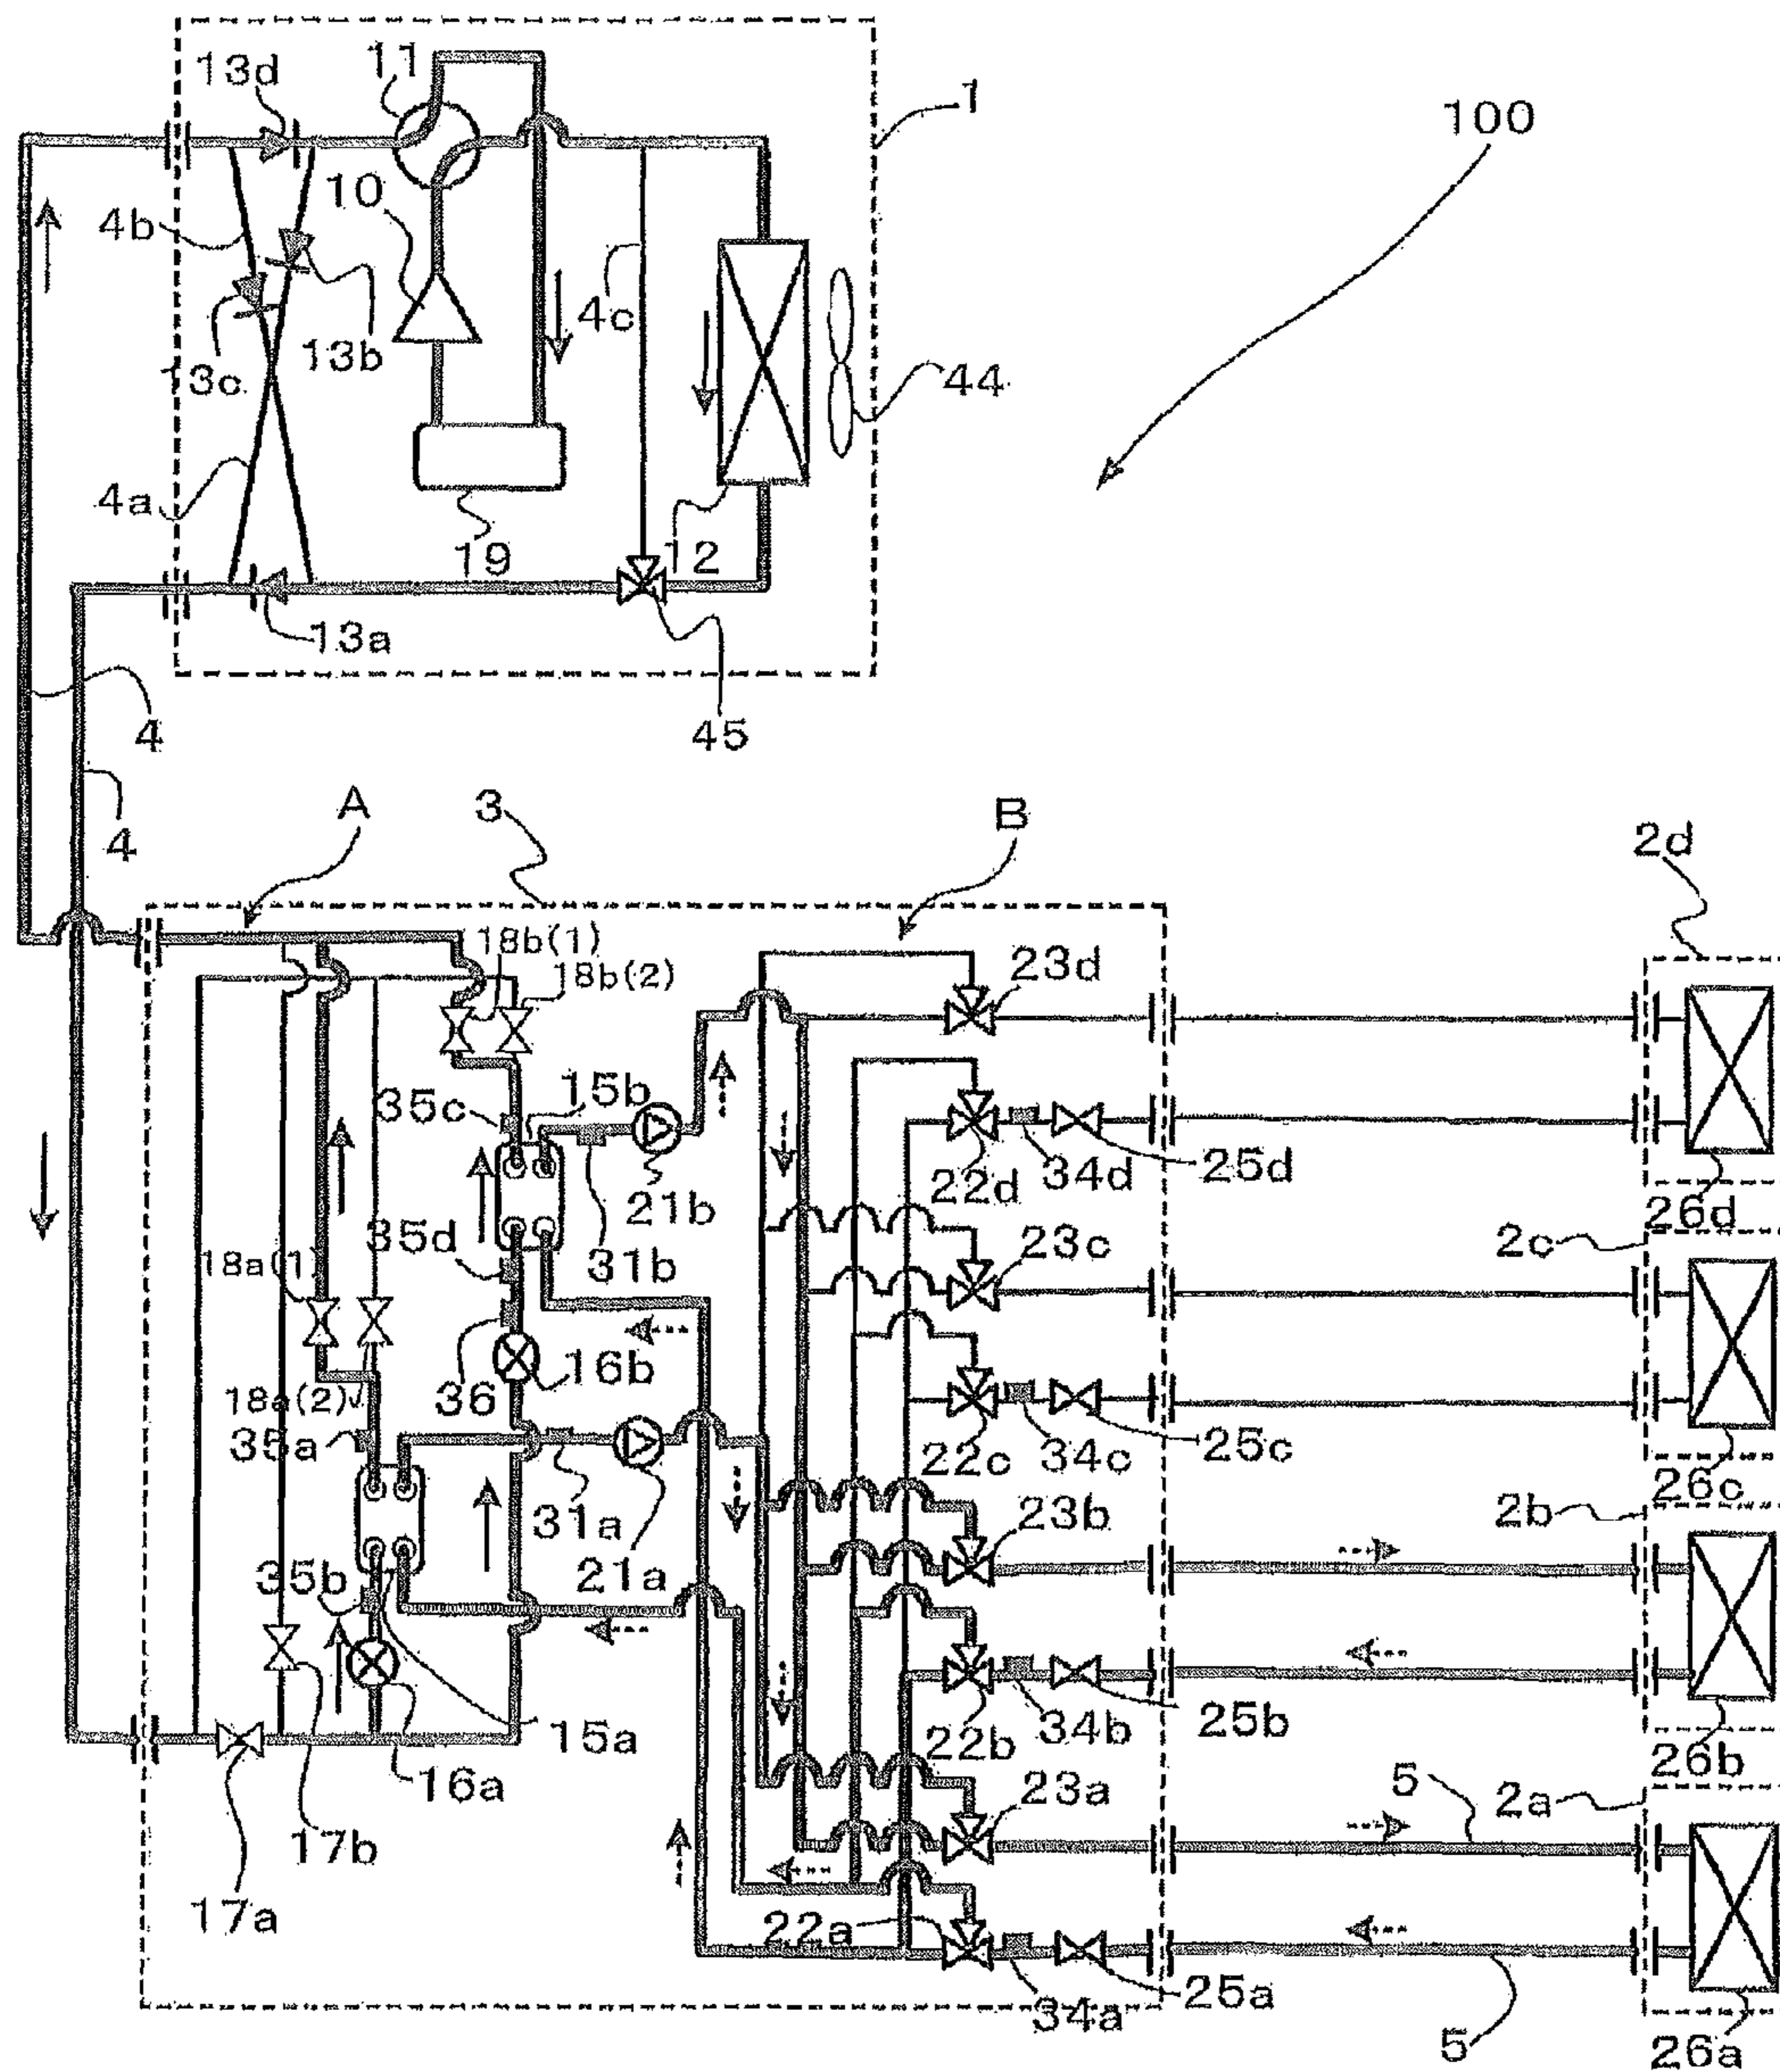 13d
11
1
100
4b
10
4c
13c
13b
44
4a
19
12
13a
4
45
4
A
3
B
2d
18b(1)
18b(2)
23d
35c
15b
22d
34d
25d
26d
21b
35d
31b
23c
2c
18a(1)
36
16b
18a(2)
35a
22c
34c
25c
26c
31a
21a
23b
2b
35b
15a
22b
34b
25b
26b
16a
17b
23a
5
2a
17a
22a
34a
25a
5
26a